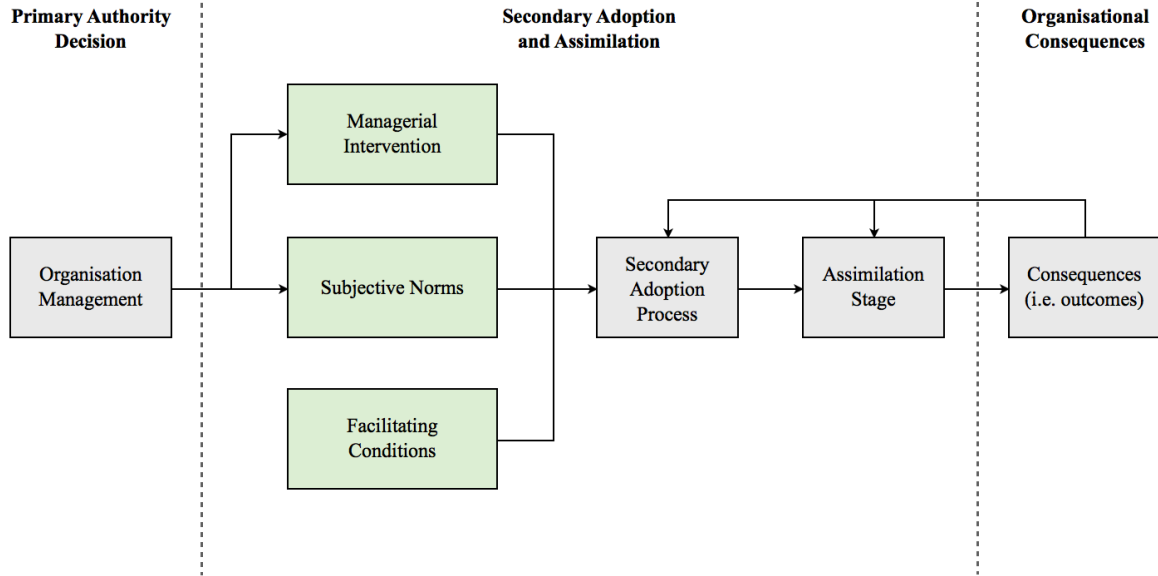 Primary Authority
Decision
Secondary Adoption
and Assimilation
Organisational
Consequences
Managerial
Intervention
Organisation
Management
Subjective Norms
Secondary
Adoption
Process
Assimilation
Stage
Consequences
(i.e. outcomes)
Facilitating
Conditions